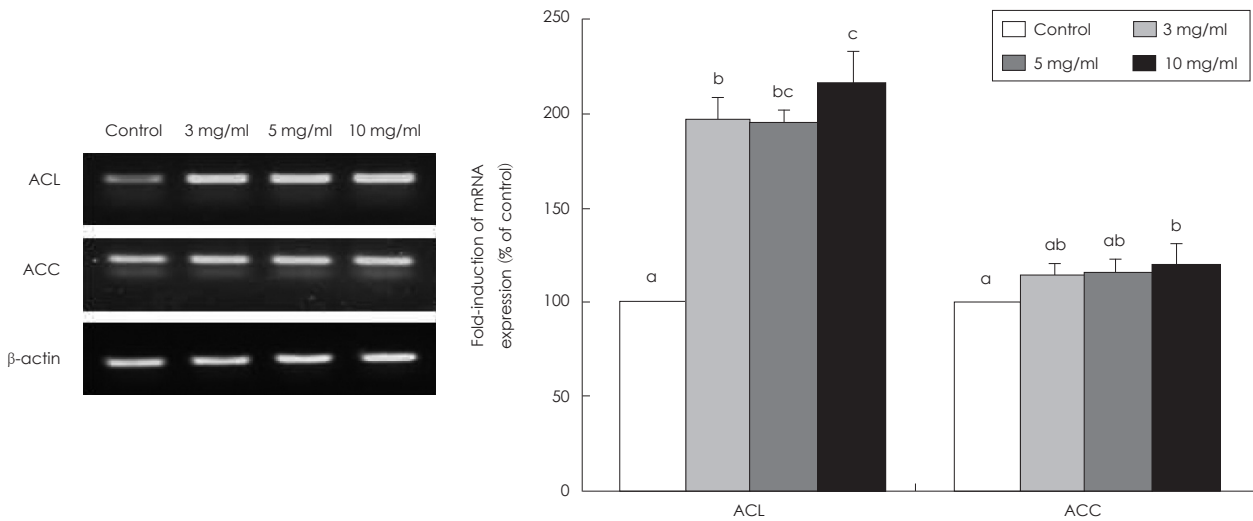 Control 3 mg/ml 5 mg/ml 10 mg/ml
ACL
ACC
β-actin
Fold-induction of mRNA
expression (% of control)
250
200
150
100
50
0
a
b
bc
c
a
ab
ab
b
ACL
ACC
Control 3 mg/ml
5 mg/ml 10 mg/ml